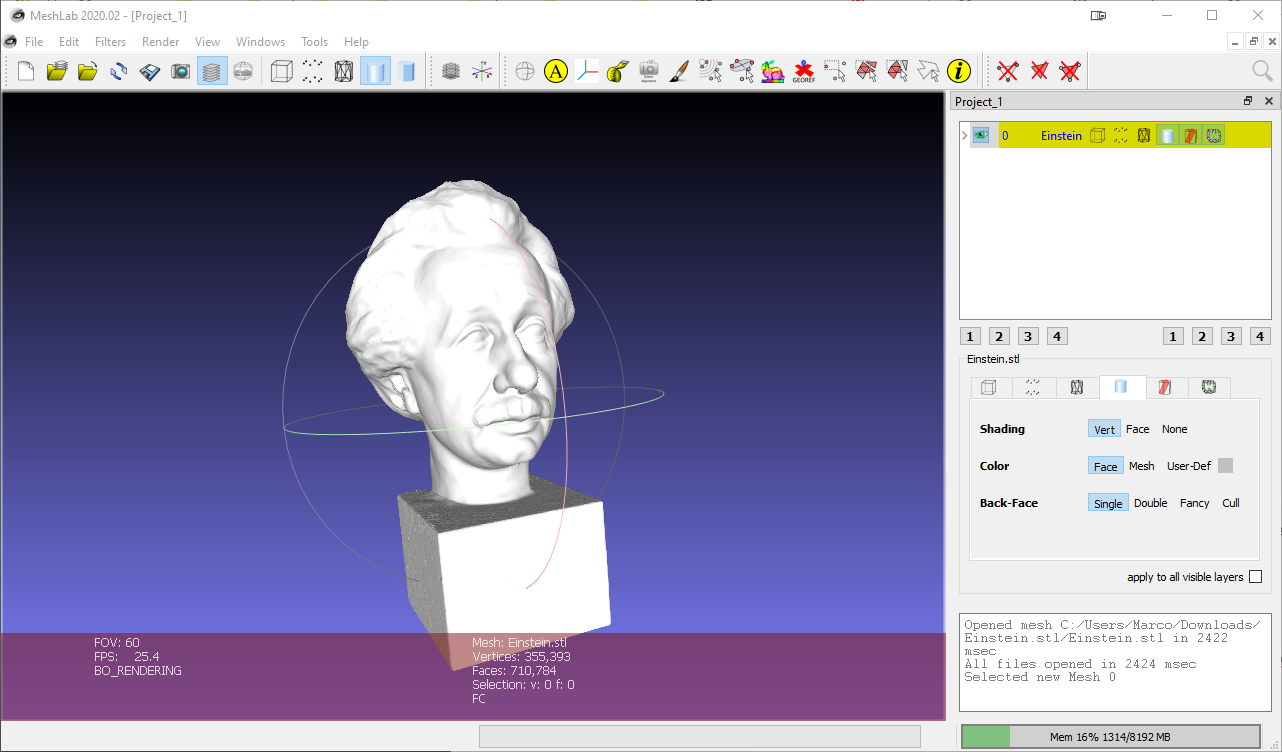 MeshLab 2020.02 - [Project_1]
File Edit Filters Render View Windows Tools Help
A
GEOREF
i
Project_1
0 Einstein
1 2 3 4 1 2 3 4
Einstein.stl
Shading Vert Face None
Color Face Mesh User-Def
Back-Face Single Double Fancy Cull
apply to all visible layers
Opened mesh C:/Users/Marco/Downloads/
Einstein.stl/Einstein.stl in 2422
msec
All files opened in 2424 msec
Selected new Mesh 0
FOV: 60
FPS: 25.4
BO_RENDERING
Mesh: Einstein.stl
Vertices: 355,393
Faces: 710,784
Selection: v: 0 f: 0
FC
Mem 16% 1314/8192 MB